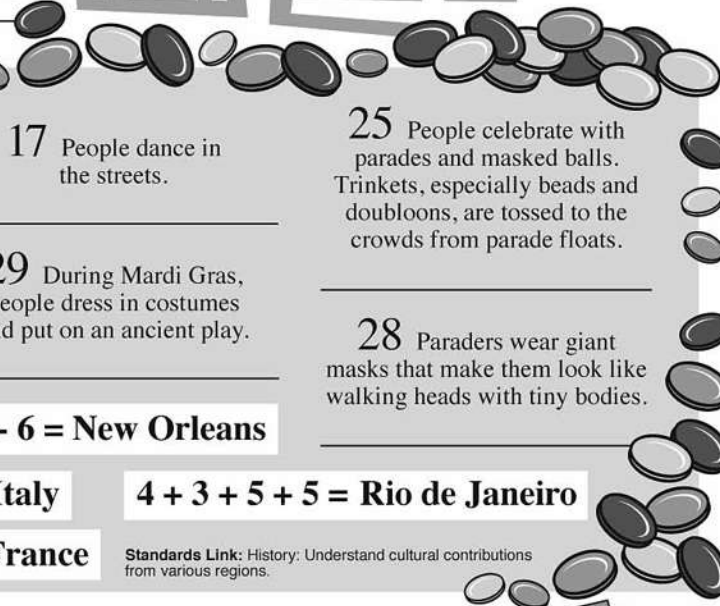 17 People dance in
the streets.
29 During Mardi Gras,
eople dress in costumes
d put on an ancient play.
25 People celebrate with
parades and masked balls.
Trinkets, especially beads and
doubloons, are tossed to the
crowds from parade floats.
28 Paraders wear giant
masks that make them look like
walking heads with tiny bodies.
- 6 = New Orleans
Italy
4 + 3 + 5 + 5 = Rio de Janeiro
France
Standards Link: History: Understand cultural contributions
from various regions.